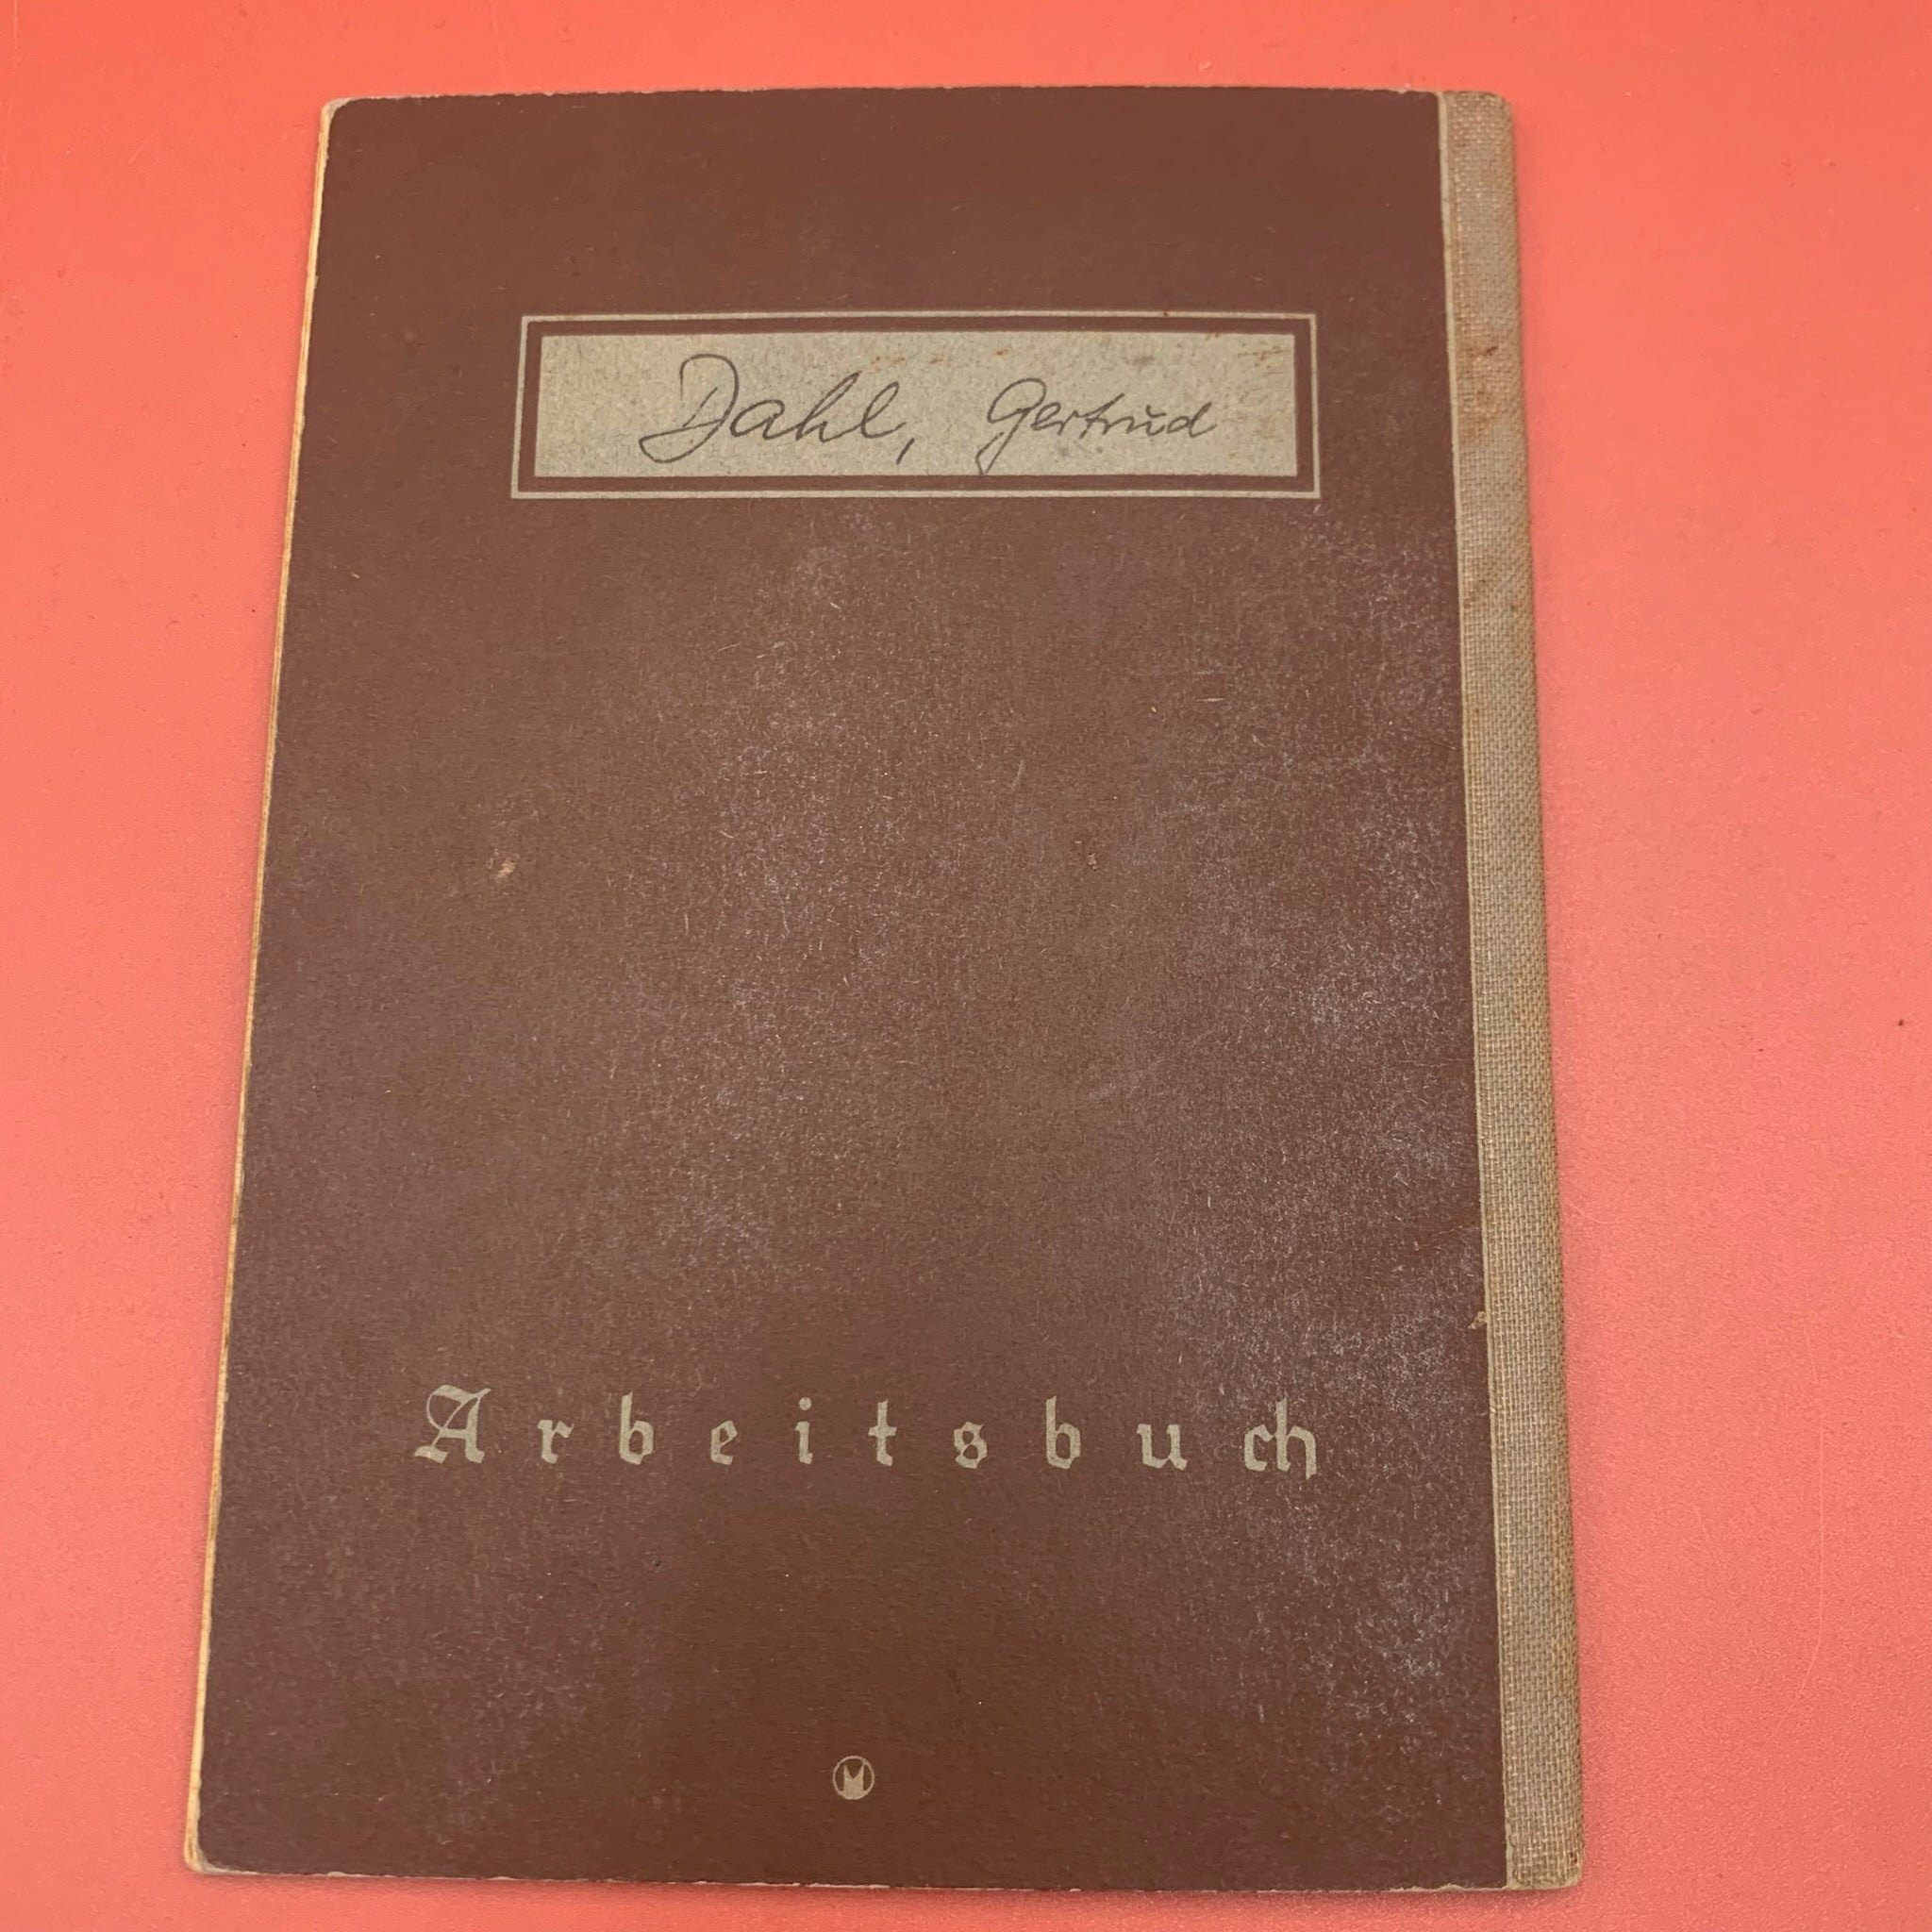 Dahl, Gertrud
Arbeitsbuch